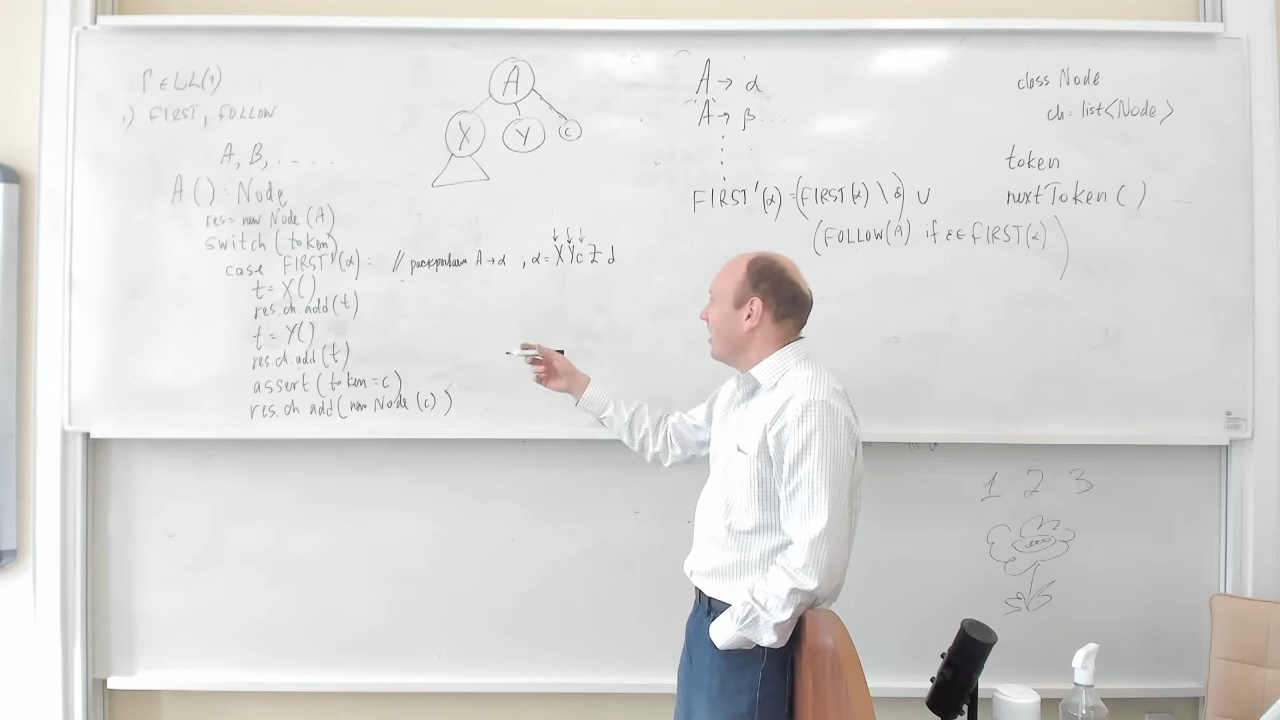 Γ ∈ LL(1)
1) FIRST, FOLLOW
A, B, . . . .
A ( ) : Node
res = new Node (A)
switch (token)
case FIRST'(α) : // раскрываем A → α , α = X Y c Z d
t = X()
res.ch.add(t)
t = Y()
res.ch.add(t)
assert (token = c)
res.ch.add(new Node (c))
A
X Y c
A → α
A → β . . . .
FIRST'(α) = (FIRST(α) \ ε) ∪
(FOLLOW(A) if ε ∈ FIRST(α))
class Node
ch : list<Node>
token
nextToken ( )
1 2 3